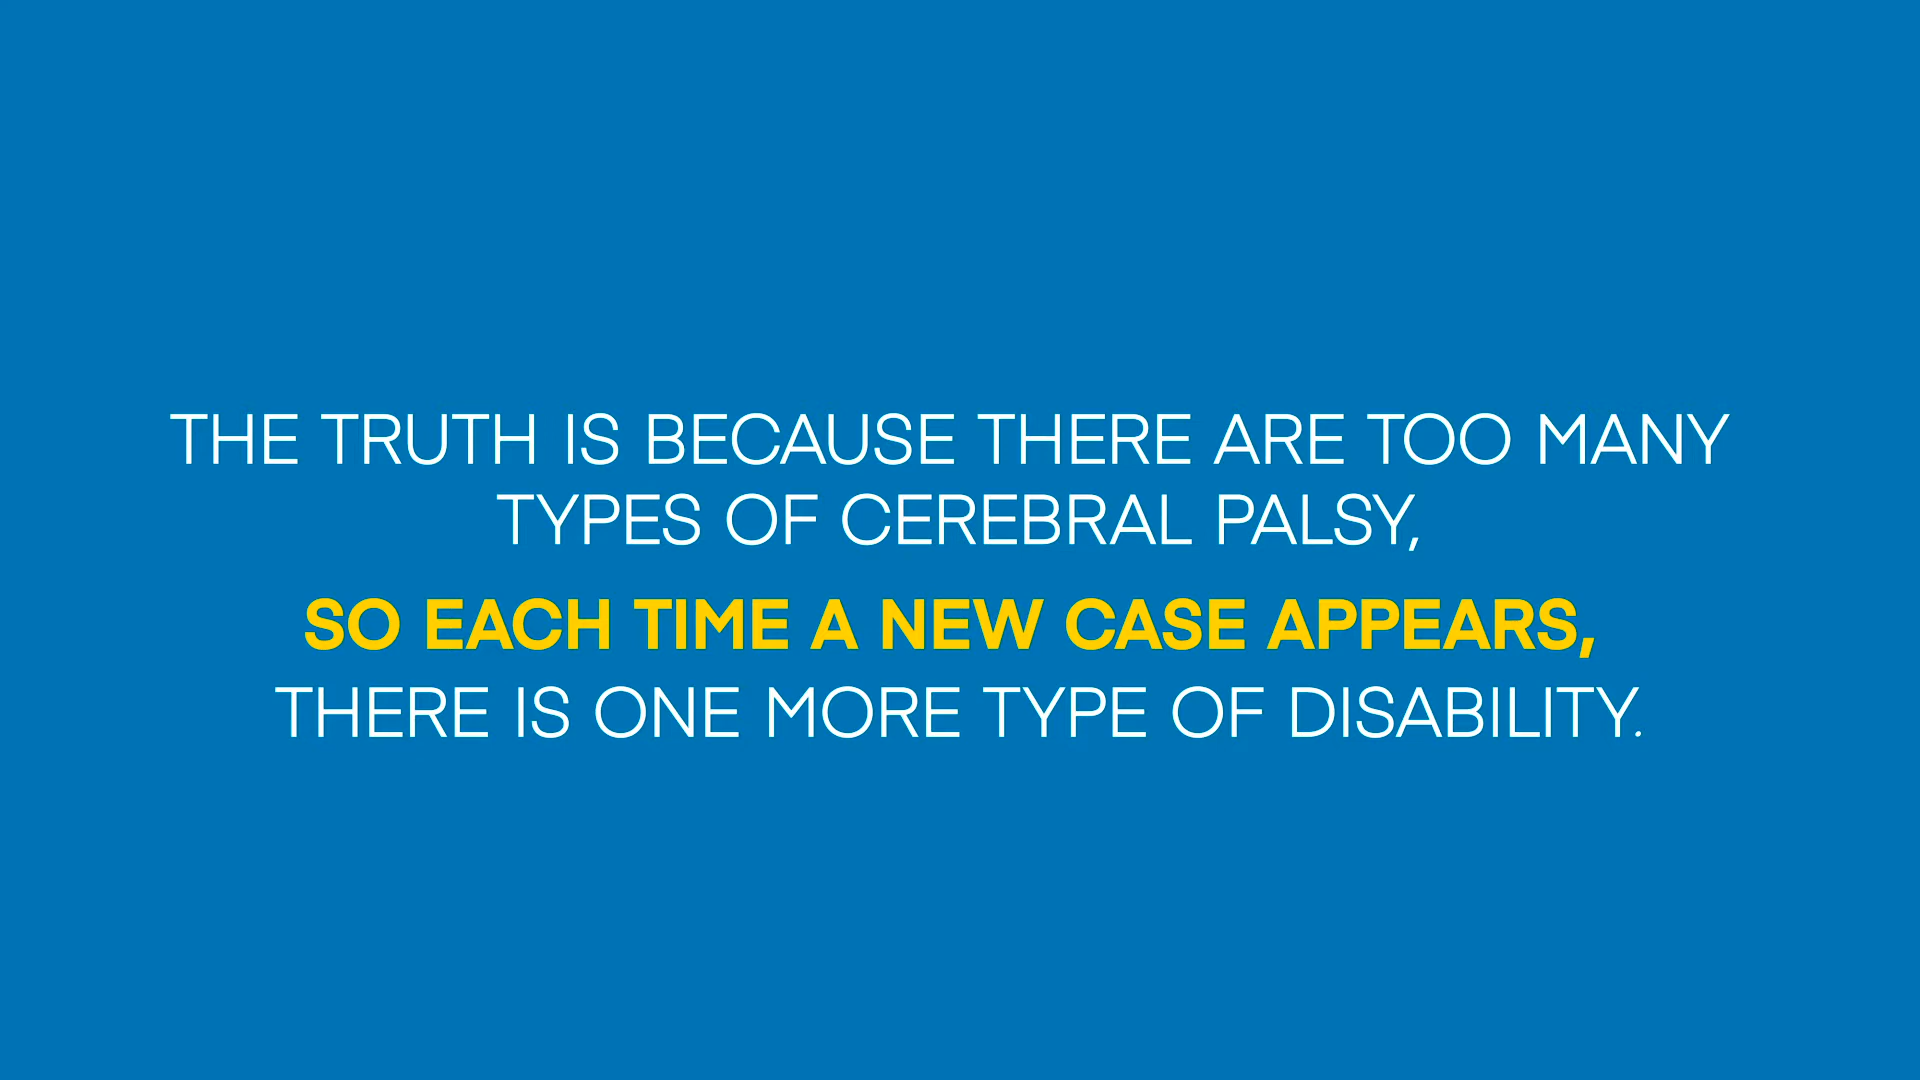 THE TRUTH IS BECAUSE THERE ARE TOO MANY
TYPES OF CEREBRAL PALSY,
SO EACH TIME A NEW CASE APPEARS,
THERE IS ONE MORE TYPE OF DISABILITY.